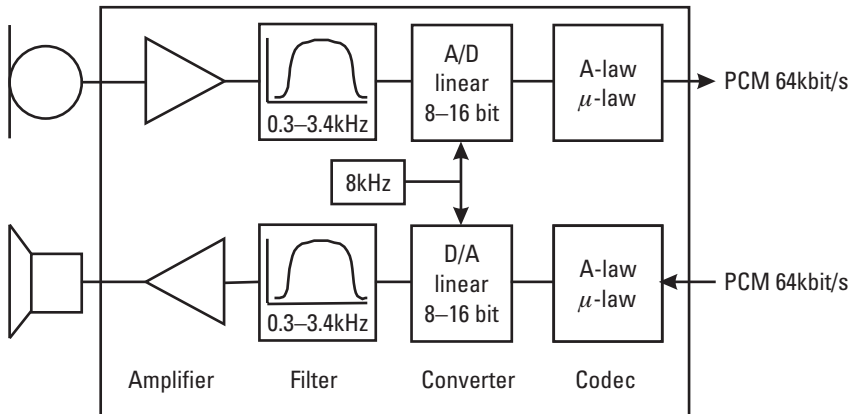 A/D
linear
8–16 bit
A-law
μ-law
PCM 64kbit/s
0.3–3.4kHz
8kHz
D/A
linear
8–16 bit
A-law
μ-law
PCM 64kbit/s
0.3–3.4kHz
Amplifier Filter Converter Codec